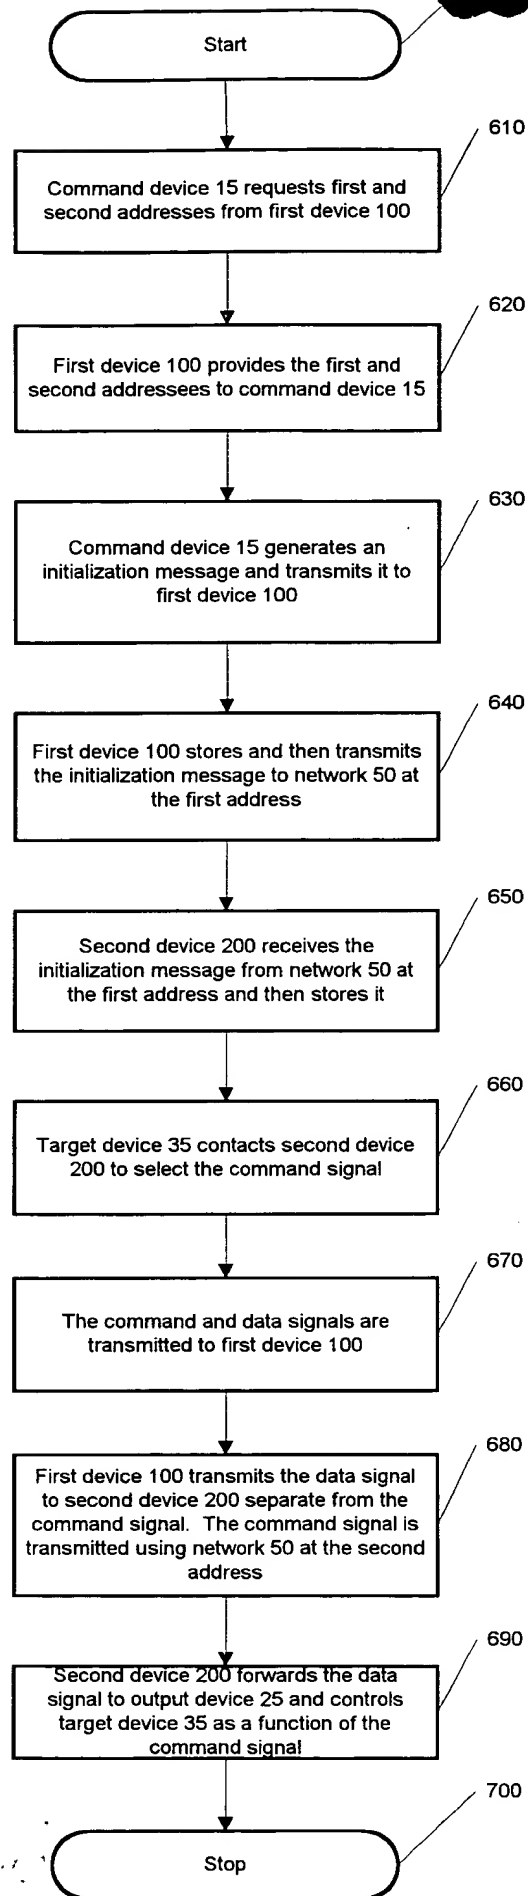 Start
610
Command device 15 requests first and
second addresses from first device 100
620
First device 100 provides the first and
second addressees to command device 15
630
Command device 15 generates an
initialization message and transmits it to
first device 100
640
First device 100 stores and then transmits
the initialization message to network 50 at
the first address
650
Second device 200 receives the
initialization message from network 50 at
the first address and then stores it
660
Target device 35 contacts second device
200 to select the command signal
670
The command and data signals are
transmitted to first device 100
680
First device 100 transmits the data signal
to second device 200 separate from the
command signal. The command signal is
transmitted using network 50 at the second
address
690
Second device 200 forwards the data
signal to output device 25 and controls
target device 35 as a function of the
command signal
700
Stop